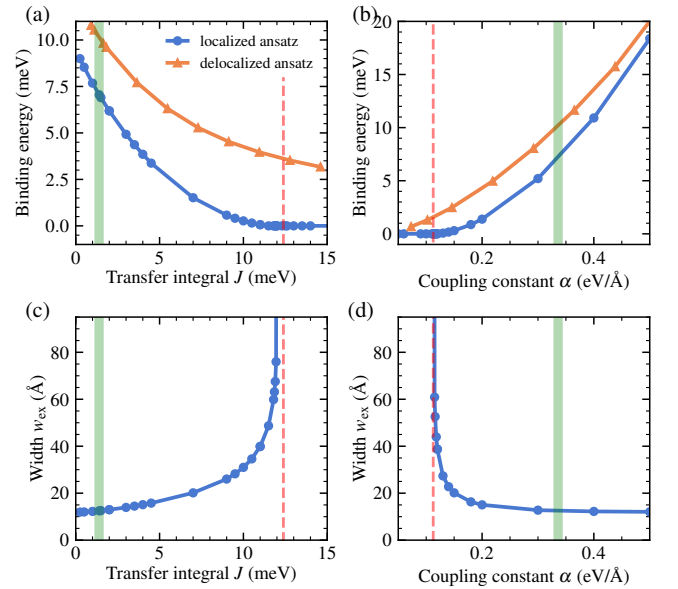 (a)
(b)
10.0
7.5
5.0
2.5
0.0
Binding energy (meV)
localized ansatz
delocalized ansatz
0
5
10
15
Transfer integral J (meV)
20
15
10
5
0
Binding energy (meV)
0.2
0.4
Coupling constant α (eV/Å)
(c)
(d)
80
60
40
20
0
Width wex (Å)
0
5
10
15
Transfer integral J (meV)
80
60
40
20
0
Width wex (Å)
0.2
0.4
Coupling constant α (eV/Å)